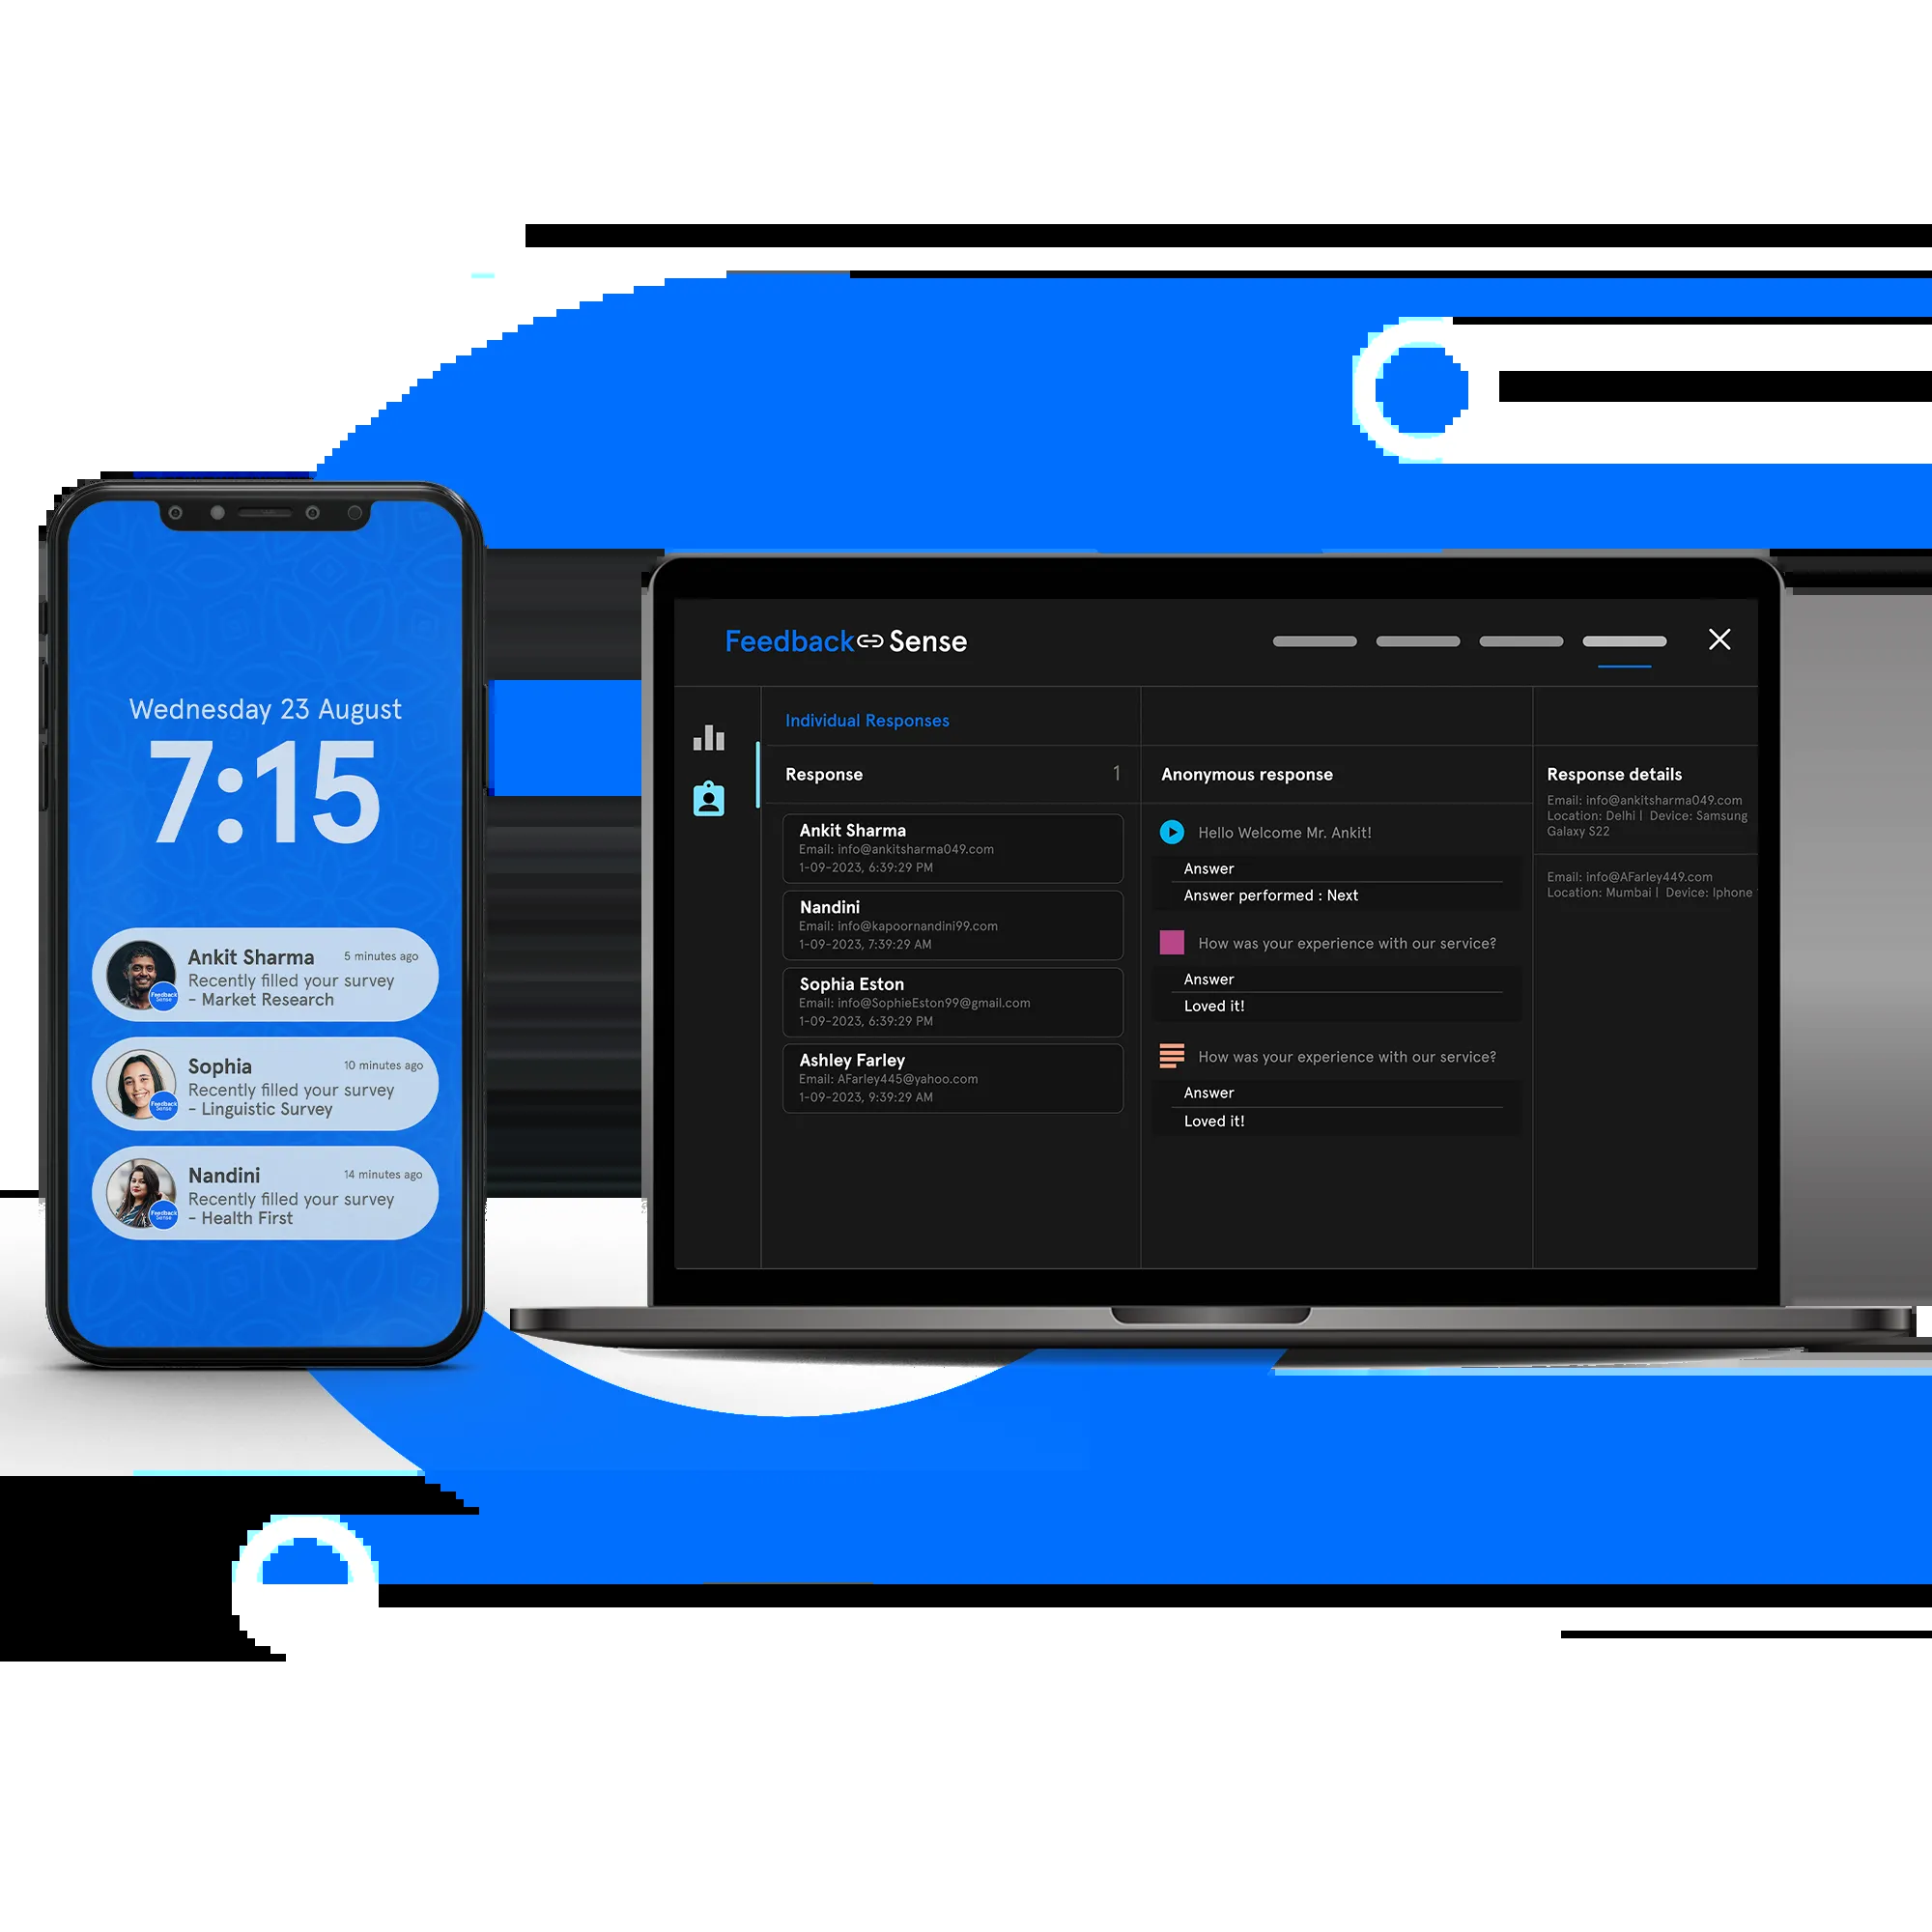 Wednesday 23 August
7:15
Ankit Sharma 5 minutes ago
Recently filled your survey
- Market Research
Feedback
Sense
Sophia 10 minutes ago
Recently filled your survey
- Linguistic Survey
Feedback
Sense
Nandini 14 minutes ago
Recently filled your survey
- Health First
Feedback
Sense
Feedback Sense
Individual Responses
Response 1
Ankit Sharma
Email: info@ankitsharma049.com
1-09-2023, 6:39:29 PM
Nandini
Email: info@kapoornandini99.com
1-09-2023, 7:39:29 AM
Sophia Eston
Email: info@SophieEston99@gmail.com
1-09-2023, 6:39:29 PM
Ashley Farley
Email: AFarley445@yahoo.com
1-09-2023, 9:39:29 AM
Anonymous response
Hello Welcome Mr. Ankit!
Answer
Answer performed : Next
How was your experience with our service?
Answer
Loved it!
How was your experience with our service?
Answer
Loved it!
Response details
Email: info@ankitsharma049.com
Location: Delhi | Device: Samsung
Galaxy S22
Email: info@AFarley449.com
Location: Mumbai | Device: Iphone